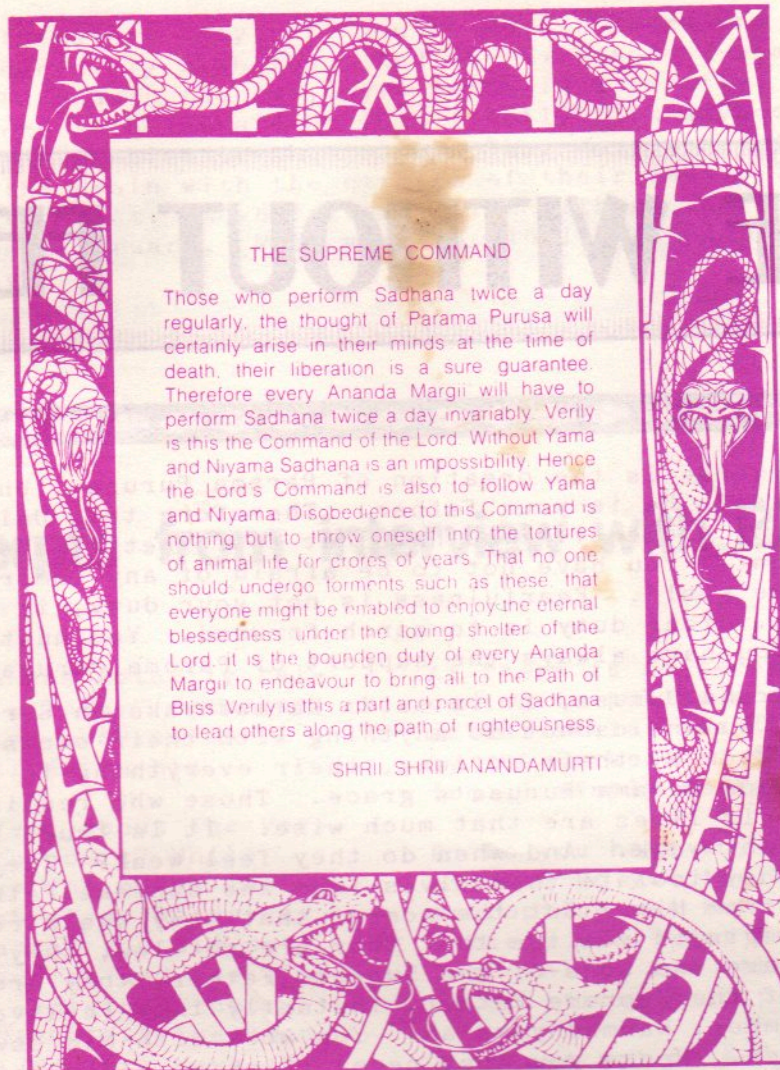 THE SUPREME COMMAND
Those who perform Sadhana twice a day
regularly, the thought of Parama Purusa will
certainly arise in their minds at the time of
death, their liberation is a sure guarantee.
Therefore every Ananda Margii will have to
perform Sadhana twice a day invariably. Verily
is this the Command of the Lord. Without Yama
and Niyama Sadhana is an impossibility. Hence
the Lord's Command is also to follow Yama
and Niyama. Disobedience to this Command is
nothing but to throw oneself into the tortures
of animal life for crores of years. That no one
should undergo torments such as these, that
everyone might be enabled to enjoy the eternal
blessedness under the loving shelter of the
Lord, it is the bounden duty of every Ananda
Margii to endeavour to bring all to the Path of
Bliss. Verily is this a part and parcel of Sadhana
to lead others along the path of righteousness.
SHRII SHRII ANANDAMURTI